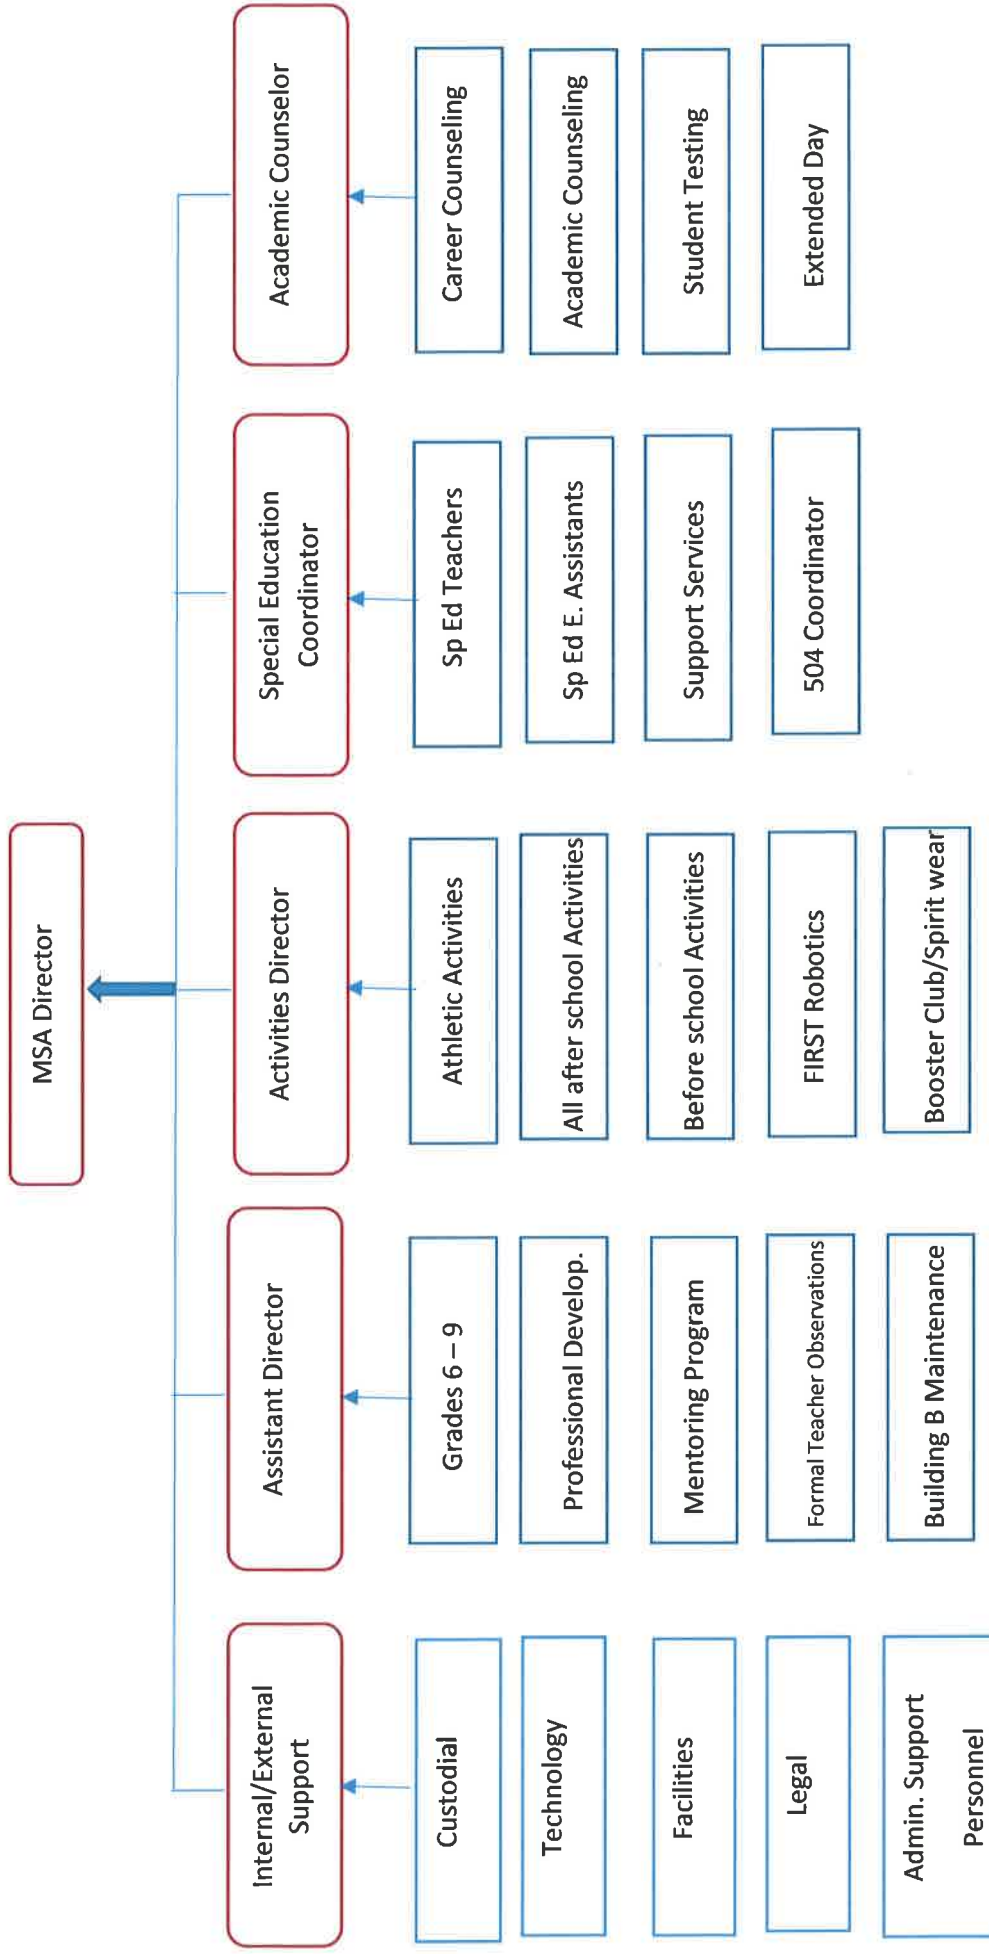 MSA Director
Internal/External
Support
Assistant Director
Activities Director
Special Education
Coordinator
Academic Counselor
Custodial
Technology
Facilities
Legal
Admin. Support
Personnel
Grades 6 – 9
Professional Develop.
Mentoring Program
Formal Teacher Observations
Building B Maintenance
Athletic Activities
All after school Activities
Before school Activities
FIRST Robotics
Booster Club/Spirit wear
Sp Ed Teachers
Sp Ed E. Assistants
Support Services
504 Coordinator
Career Counseling
Academic Counseling
Student Testing
Extended Day